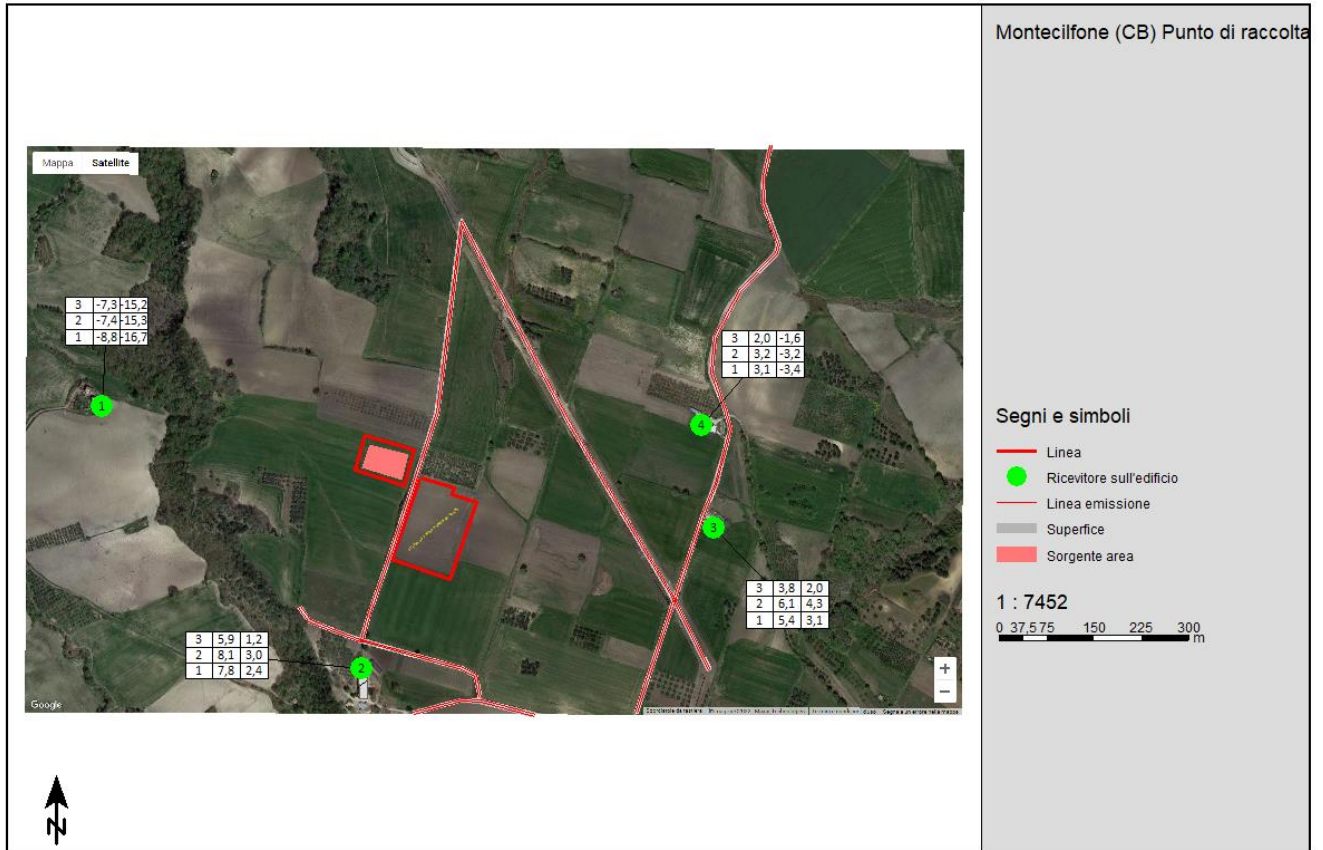 Montecilfone (CB) Punto di raccolta
Mappa Satellite
3 -7,3 -15,2
2 -7,4 -15,3
1 -8,8 -16,7
1
3 2,0 -1,6
2 3,2 -3,2
1 3,1 -3,4
4
3
3 3,8 2,0
2 6,1 4,3
1 5,4 3,1
3 5,9 1,2
2 8,1 3,0
1 7,8 2,4
2
Google
+
−
N
Segni e simboli
Linea
Ricevitore sull'edificio
Linea emissione
Superfice
Sorgente area
1 : 7452
0 37,5 75 150 225 300
m